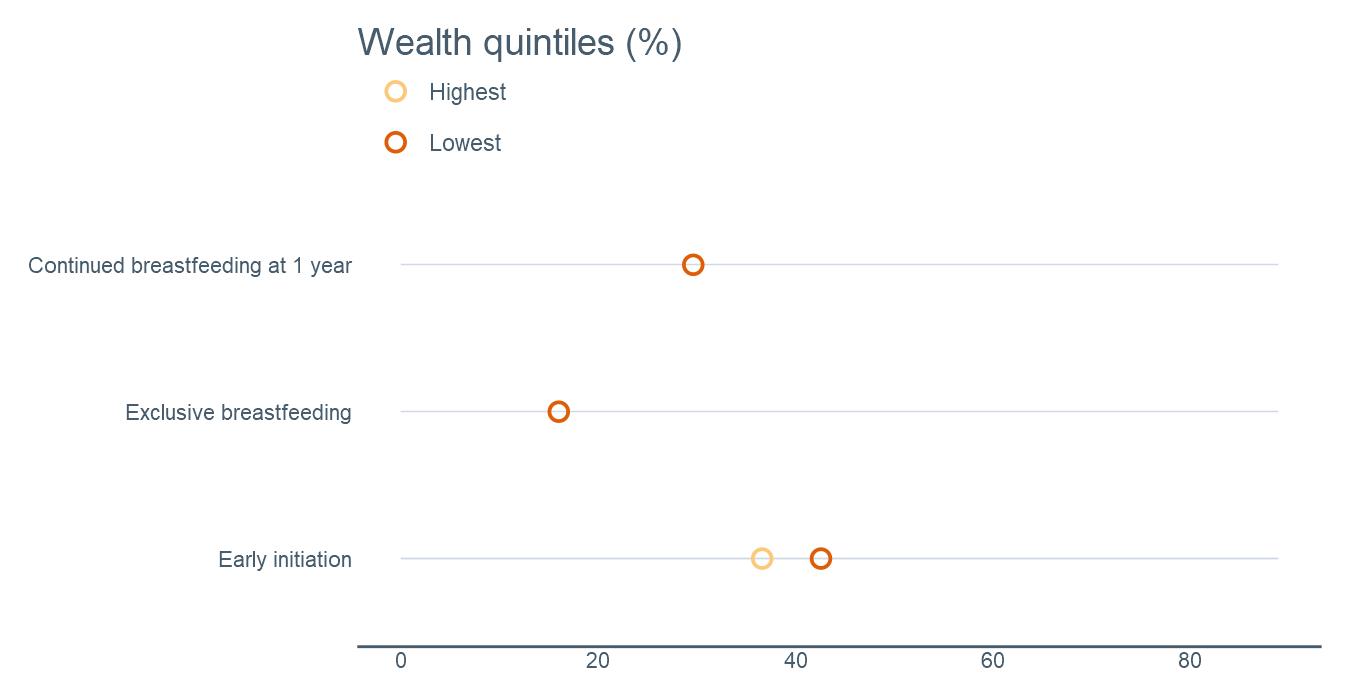 Wealth quintiles (%)
Highest
Lowest
Continued breastfeeding at 1 year
Exclusive breastfeeding
Early initiation
0 20 40 60 80